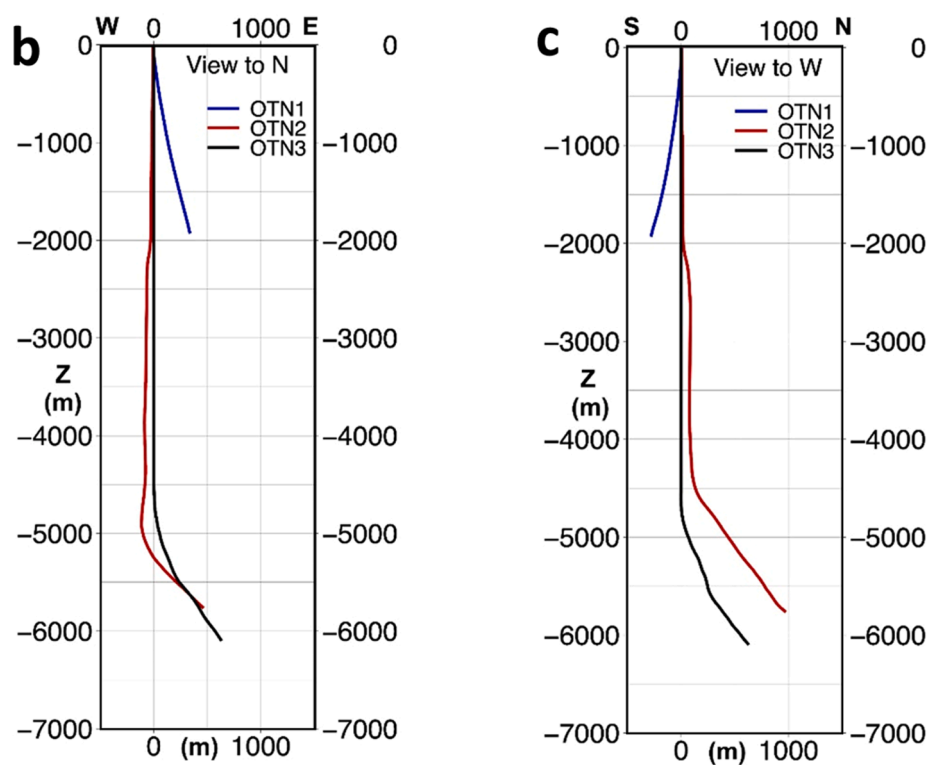 b
W 0 1000 E
0 0
View to N
OTN1
OTN2
OTN3
−1000 −1000
−2000 −2000
−3000 −3000
Z
(m)
−4000 −4000
−5000 −5000
−6000 −6000
−7000 −7000
0 (m) 1000
c
S 0 1000 N
0 0
View to W
OTN1
OTN2
OTN3
−1000 −1000
−2000 −2000
−3000 −3000
Z
(m)
−4000 −4000
−5000 −5000
−6000 −6000
−7000 −7000
0 (m) 1000